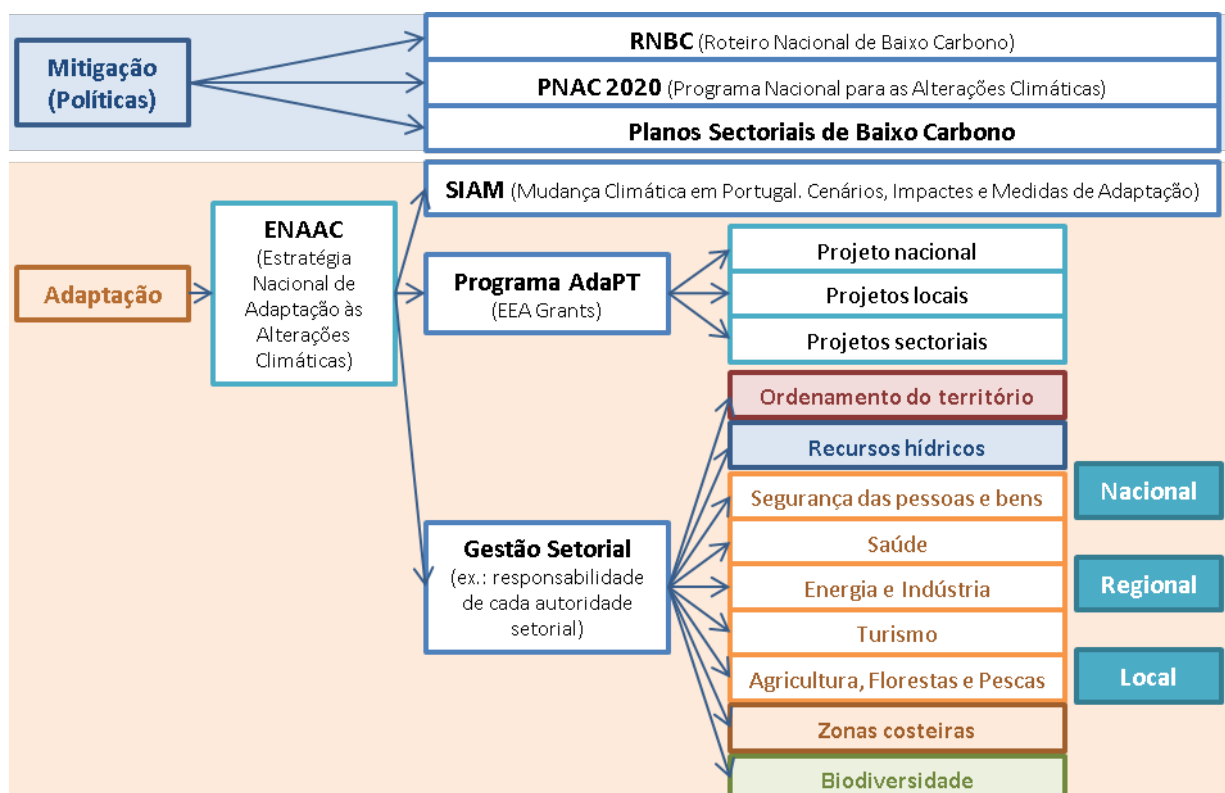 Mitigação
(Políticas)
RNBC (Roteiro Nacional de Baixo Carbono)
PNAC 2020 (Programa Nacional para as Alterações Climáticas)
Planos Sectoriais de Baixo Carbono
Adaptação
ENAAC
(Estratégia
Nacional de
Adaptação às
Alterações
Climáticas)
SIAM (Mudança Climática em Portugal. Cenários, Impactes e Medidas de Adaptação)
Programa AdaPT
(EEA Grants)
Projeto nacional
Projetos locais
Projetos sectoriais
Gestão Setorial
(ex.: responsabilidade
de cada autoridade
setorial)
Ordenamento do território
Recursos hídricos
Segurança das pessoas e bens
Saúde
Energia e Indústria
Turismo
Agricultura, Florestas e Pescas
Zonas costeiras
Biodiversidade
Nacional
Regional
Local